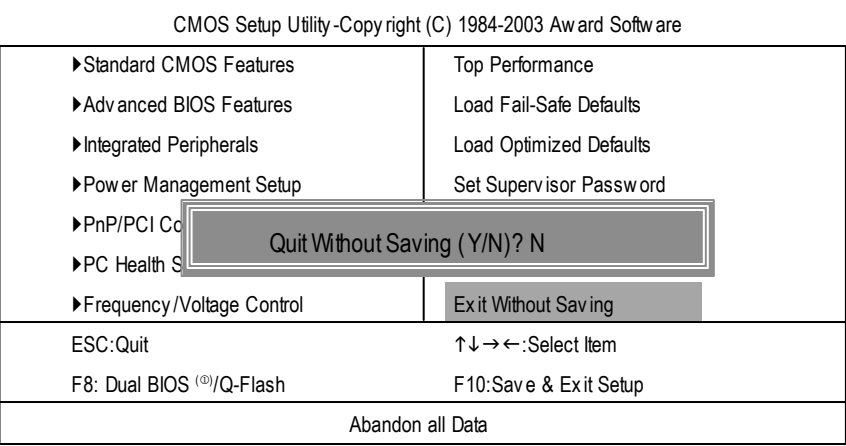 CMOS Setup Utility-Copyright (C) 1984-2003 Award Software
▶Standard CMOS Features Top Performance
▶Advanced BIOS Features Load Fail-Safe Defaults
▶Integrated Peripherals Load Optimized Defaults
▶Power Management Setup Set Supervisor Password
▶PnP/PCI Co
Quit Without Saving (Y/N)? N
▶PC Health S
▶Frequency/Voltage Control Exit Without Saving
ESC:Quit ↑↓→←:Select Item
F8: Dual BIOS (①)/Q-Flash F10:Save & Exit Setup
Abandon all Data